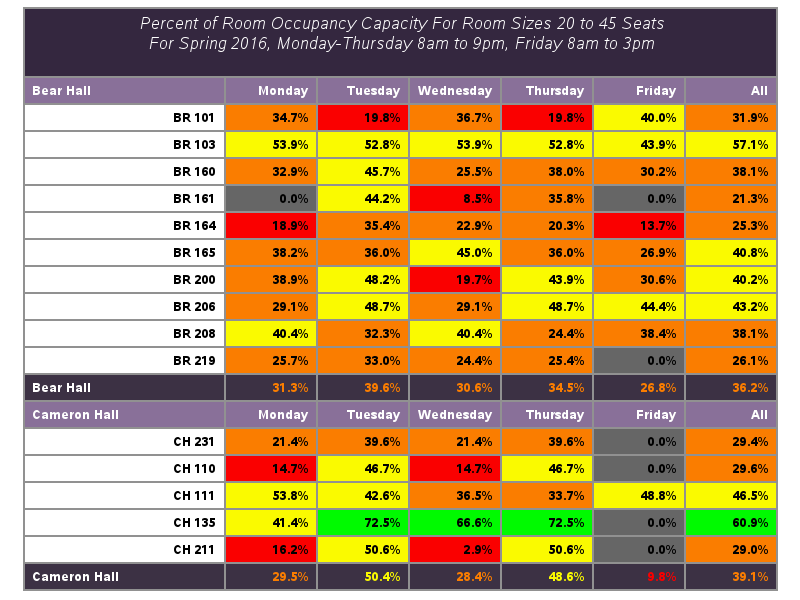 Percent of Room Occupancy Capacity For Room Sizes 20 to 45 Seats
For Spring 2016, Monday-Thursday 8am to 9pm, Friday 8am to 3pm
Bear Hall Monday Tuesday Wednesday Thursday Friday All
BR 101 34.7% 19.8% 36.7% 19.8% 40.0% 31.9%
BR 103 53.9% 52.8% 53.9% 52.8% 43.9% 57.1%
BR 160 32.9% 45.7% 25.5% 38.0% 30.2% 38.1%
BR 161 0.0% 44.2% 8.5% 35.8% 0.0% 21.3%
BR 164 18.9% 35.4% 22.9% 20.3% 13.7% 25.3%
BR 165 38.2% 36.0% 45.0% 36.0% 26.9% 40.8%
BR 200 38.9% 48.2% 19.7% 43.9% 30.6% 40.2%
BR 206 29.1% 48.7% 29.1% 48.7% 44.4% 43.2%
BR 208 40.4% 32.3% 40.4% 24.4% 38.4% 38.1%
BR 219 25.7% 33.0% 24.4% 25.4% 0.0% 26.1%
Bear Hall 31.3% 39.6% 30.6% 34.5% 26.8% 36.2%
Cameron Hall Monday Tuesday Wednesday Thursday Friday All
CH 231 21.4% 39.6% 21.4% 39.6% 0.0% 29.4%
CH 110 14.7% 46.7% 14.7% 46.7% 0.0% 29.6%
CH 111 53.8% 42.6% 36.5% 33.7% 48.8% 46.5%
CH 135 41.4% 72.5% 66.6% 72.5% 0.0% 60.9%
CH 211 16.2% 50.6% 2.9% 50.6% 0.0% 29.0%
Cameron Hall 29.5% 50.4% 28.4% 48.6% 9.8% 39.1%